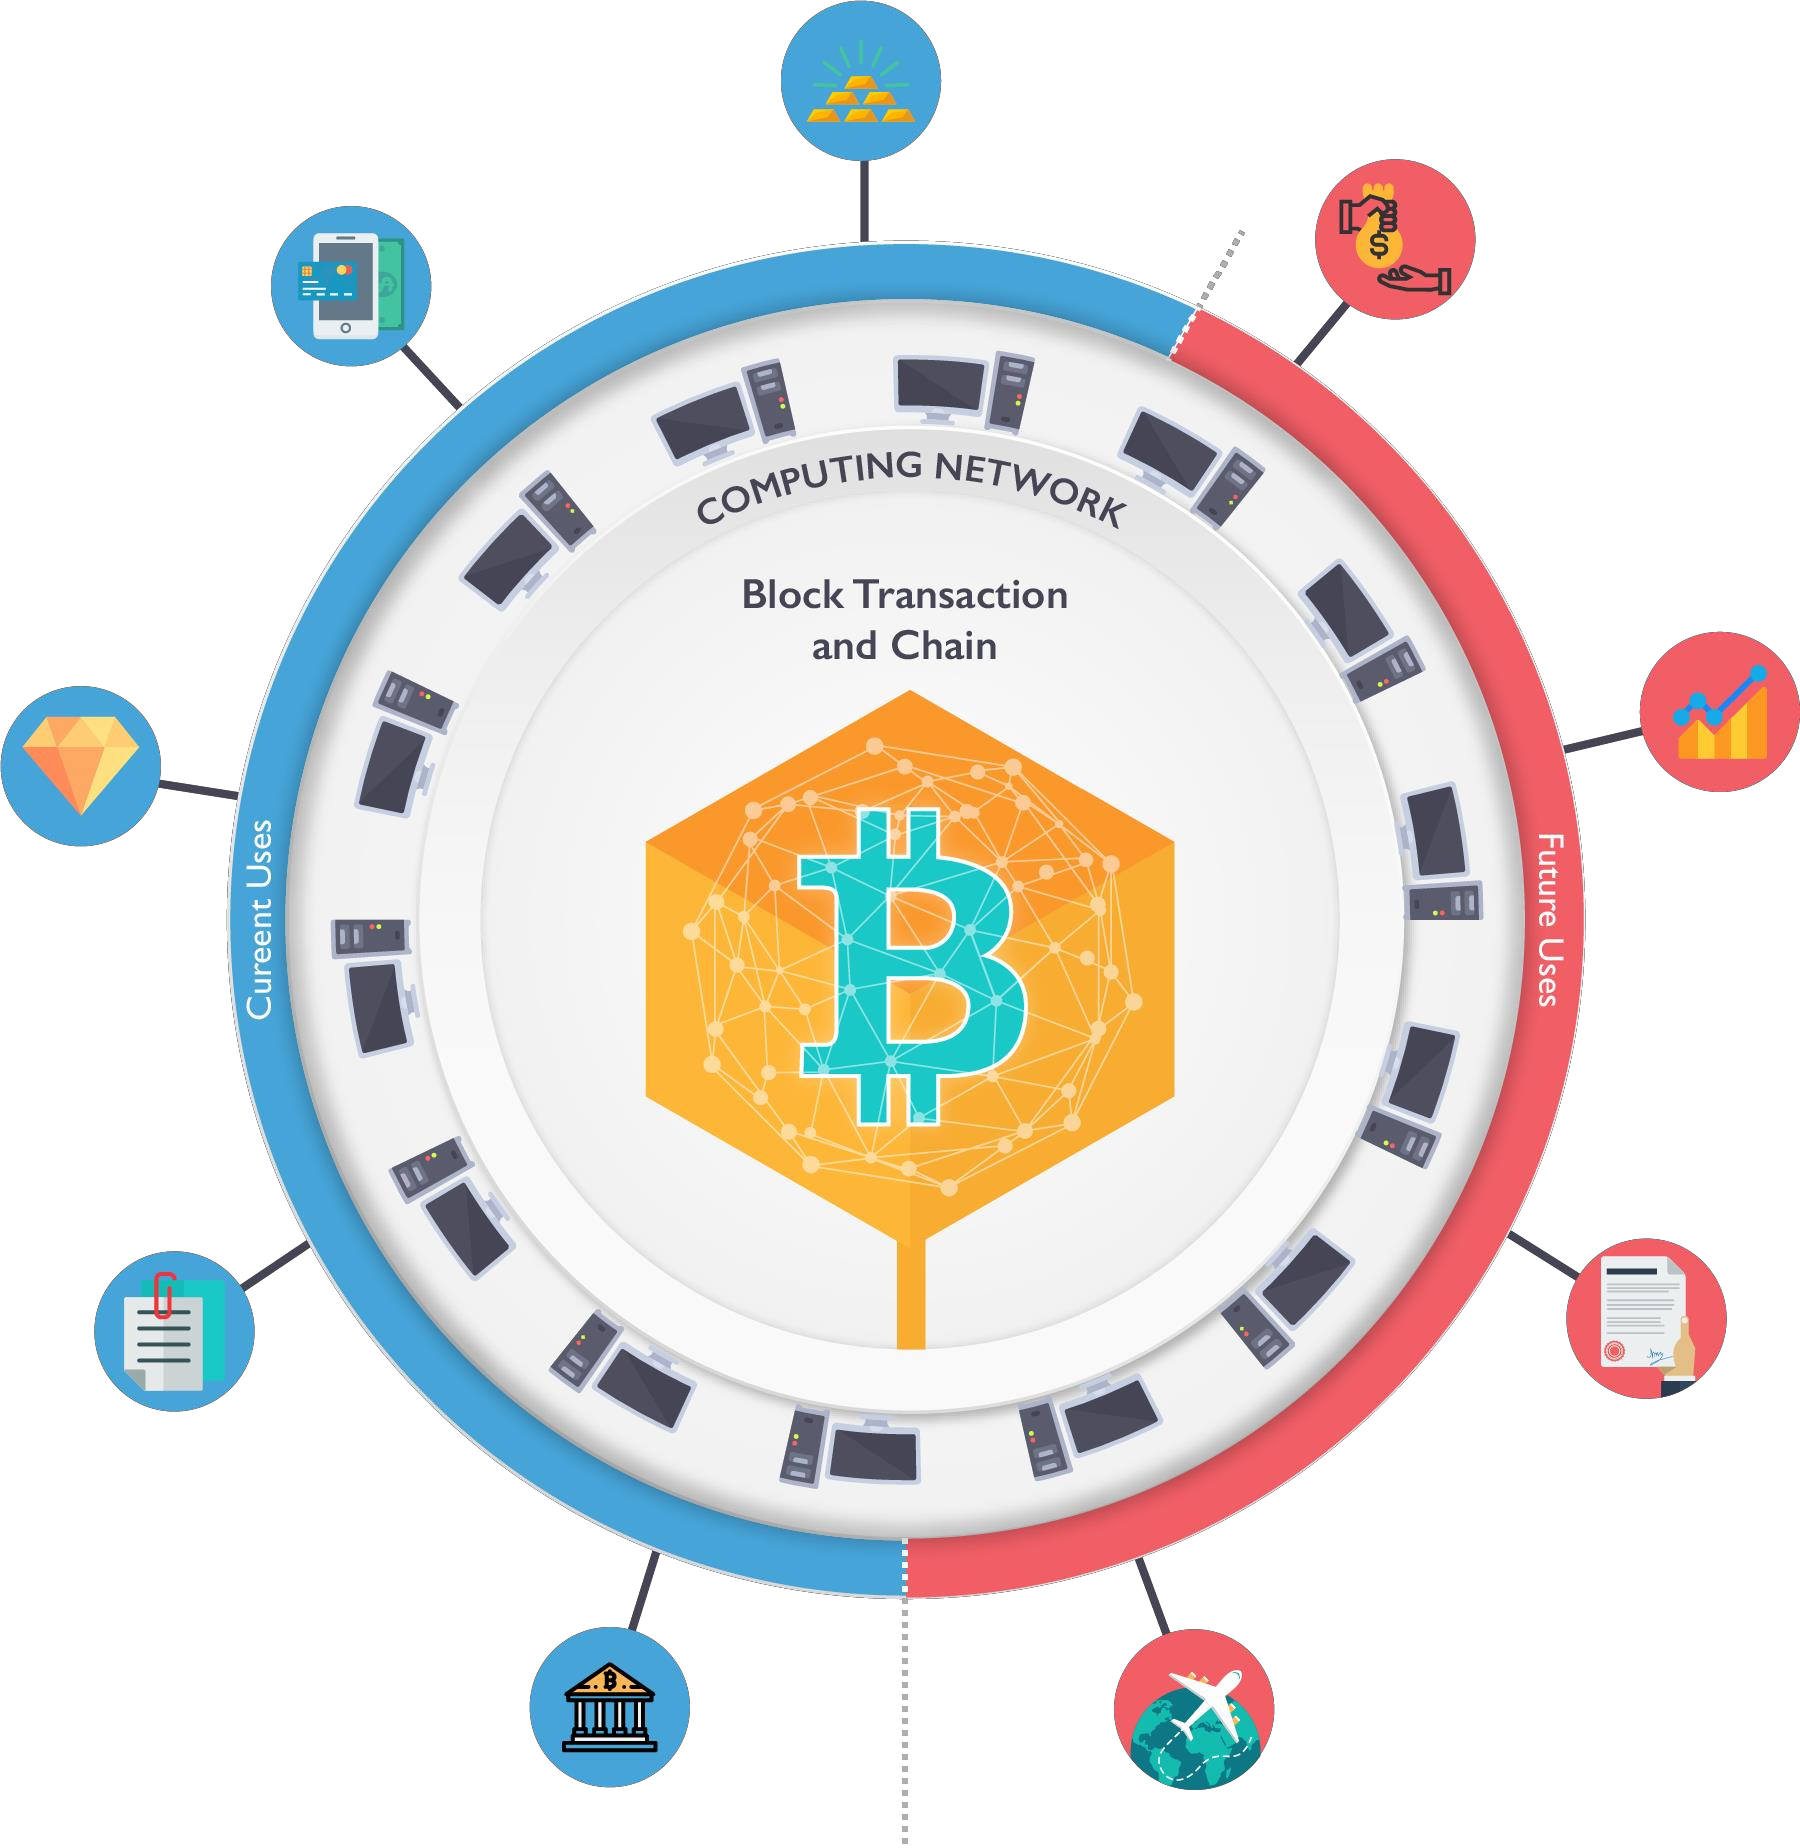 COMPUTING NETWORK
Block Transaction
and Chain
Cureent Uses
Future Uses